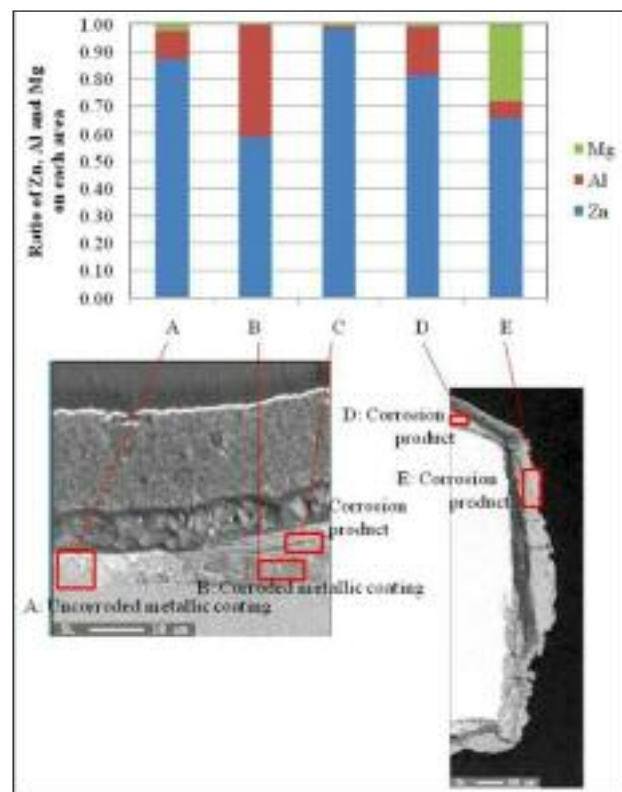 Ratio of Zn, Al and Mg
on each area
1.00
0.90
0.80
0.70
0.60
0.50
0.40
0.30
0.20
0.10
0.00
Mg
Al
Zn
A
B
C
D
E
D: Corrosion
product
E: Corrosion
product
Corrosion
product
B: Corroded metallic coating
A: Uncorroded metallic coating